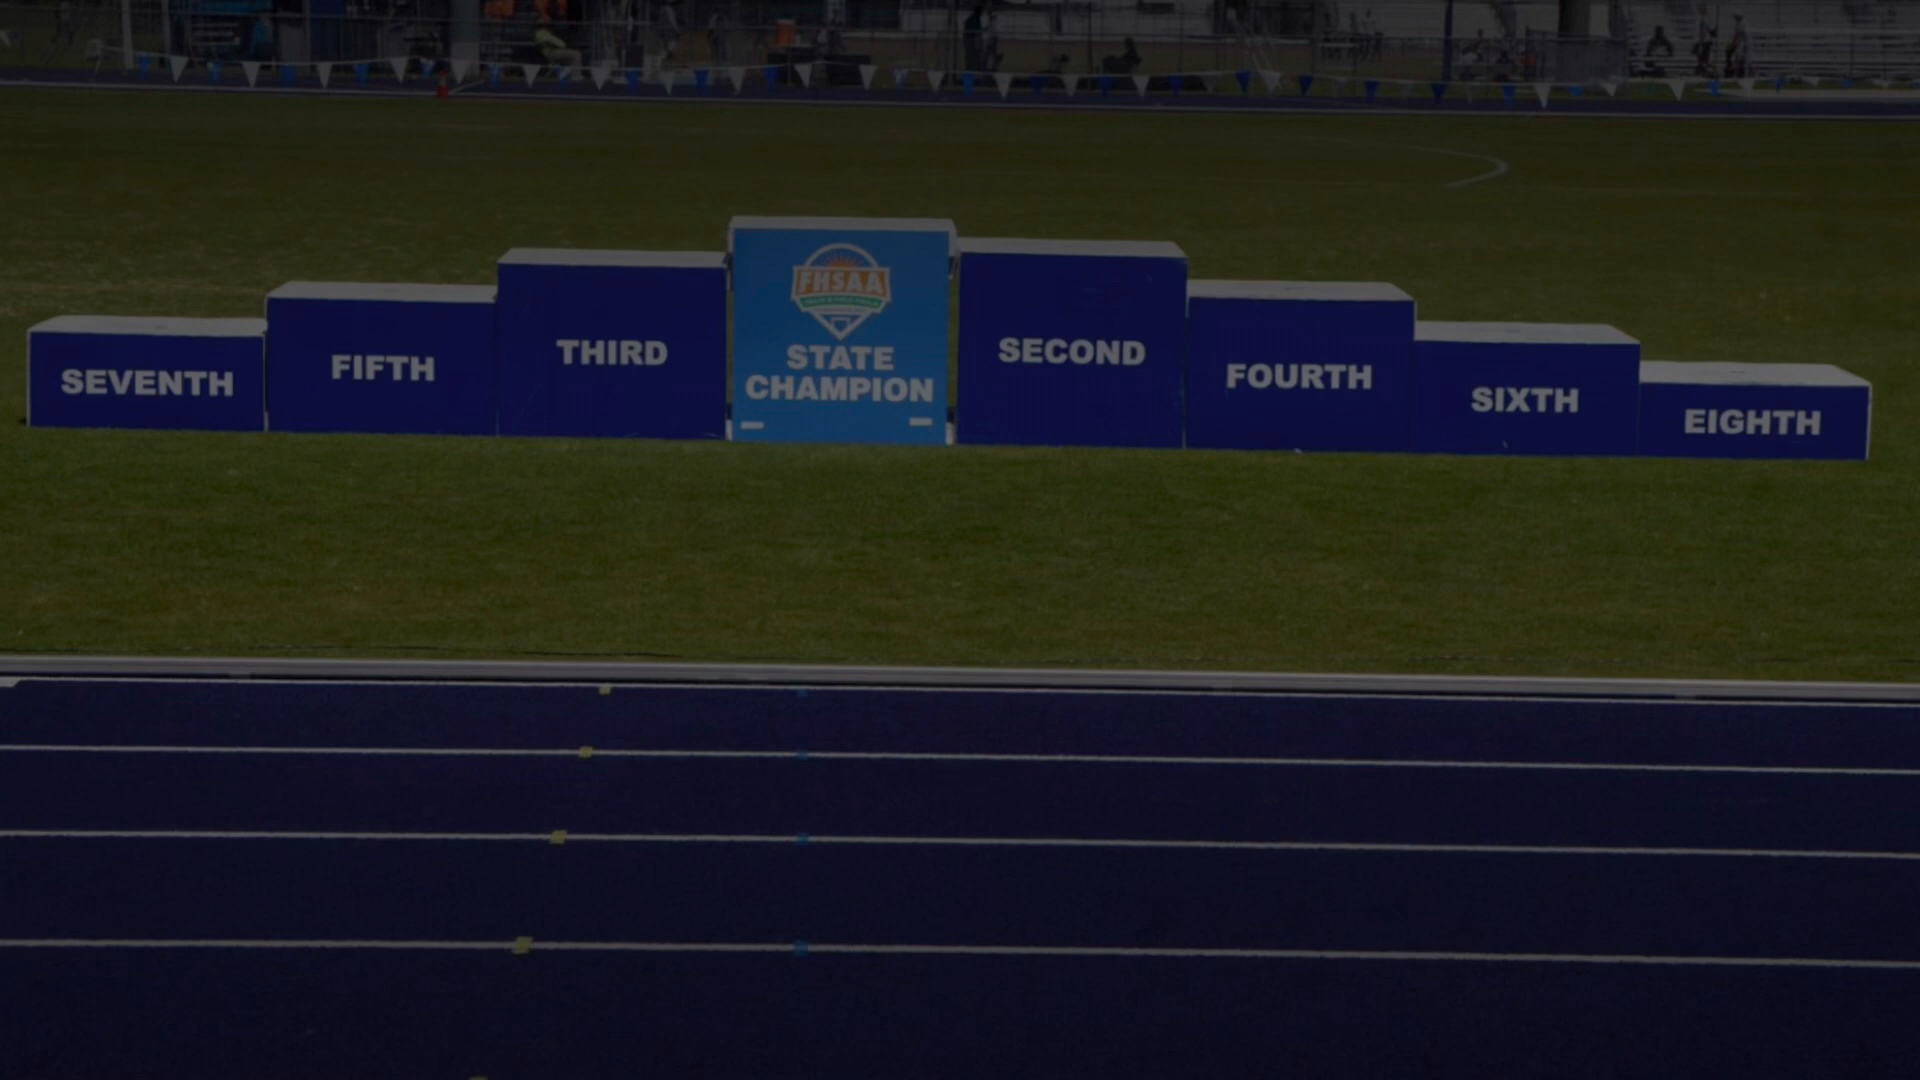 SEVENTH
FIFTH
THIRD
FHSAA
STATE
CHAMPION
SECOND
FOURTH
SIXTH
EIGHTH